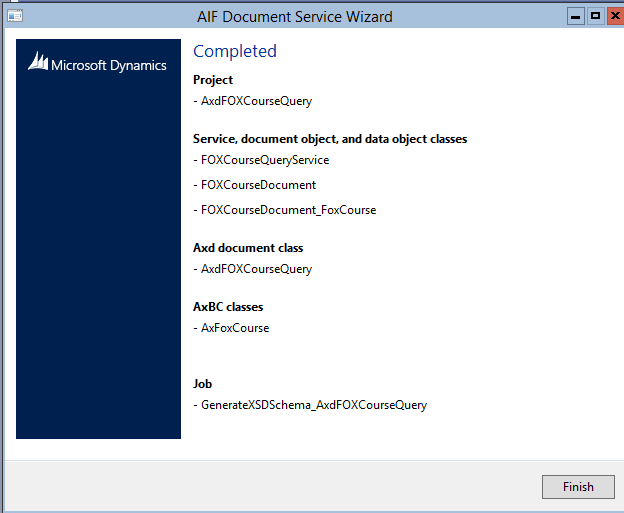 AIF Document Service Wizard
Microsoft Dynamics
Completed
Project
- AxdFOXCourseQuery
Service, document object, and data object classes
- FOXCourseQueryService
- FOXCourseDocument
- FOXCourseDocument_FoxCourse
Axd document class
- AxdFOXCourseQuery
AxBC classes
- AxFoxCourse
Job
- GenerateXSDSchema_AxdFOXCourseQuery
Finish